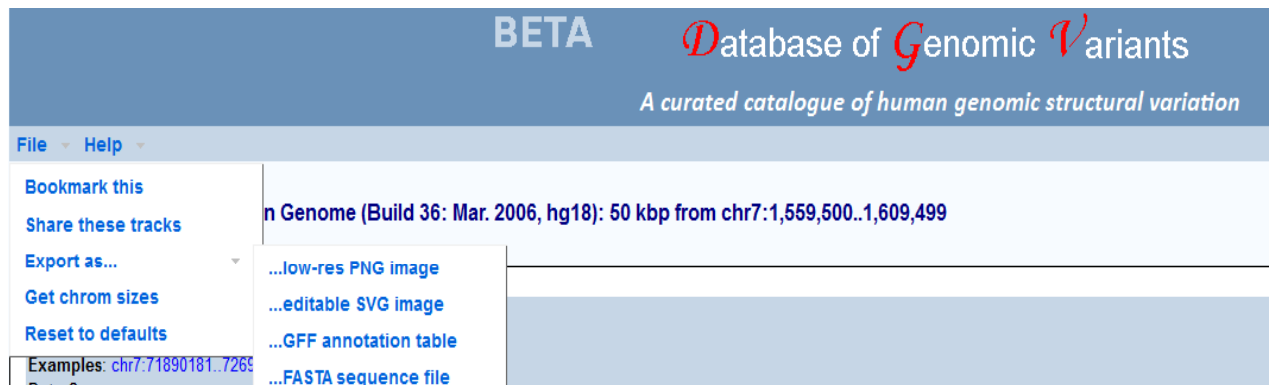 BETA
Database of Genomic Variants
A curated catalogue of human genomic structural variation
File Help
Bookmark this
Share these tracks
Export as...
Get chrom sizes
Reset to defaults
n Genome (Build 36: Mar. 2006, hg18): 50 kbp from chr7:1,559,500..1,609,499
...low-res PNG image
...editable SVG image
...GFF annotation table
...FASTA sequence file
Examples: chr7:71890181..7269